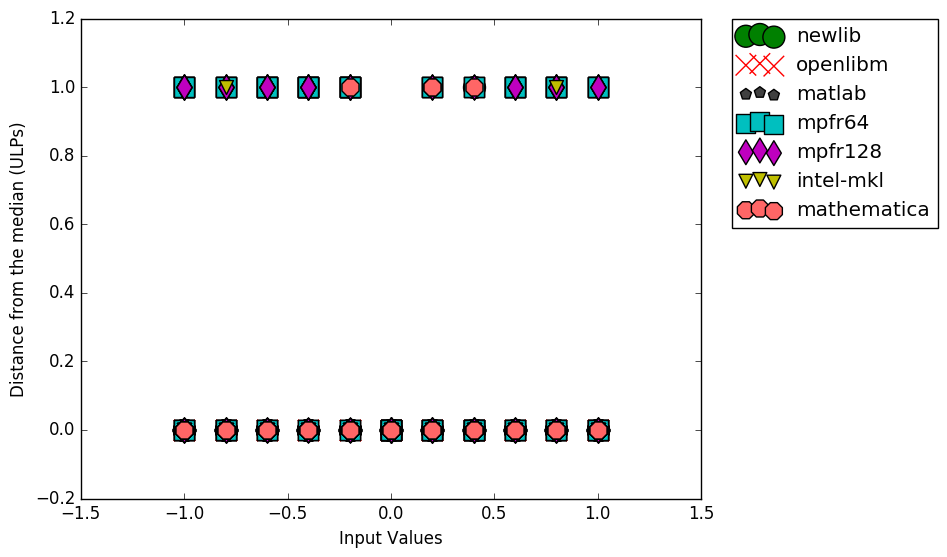 1.2
1.0
0.8
0.6
0.4
0.2
0.0
−0.2
Distance from the median (ULPs)
−1.5
−1.0
−0.5
0.0
0.5
1.0
1.5
Input Values
newlib
openlibm
matlab
mpfr64
mpfr128
intel-mkl
mathematica